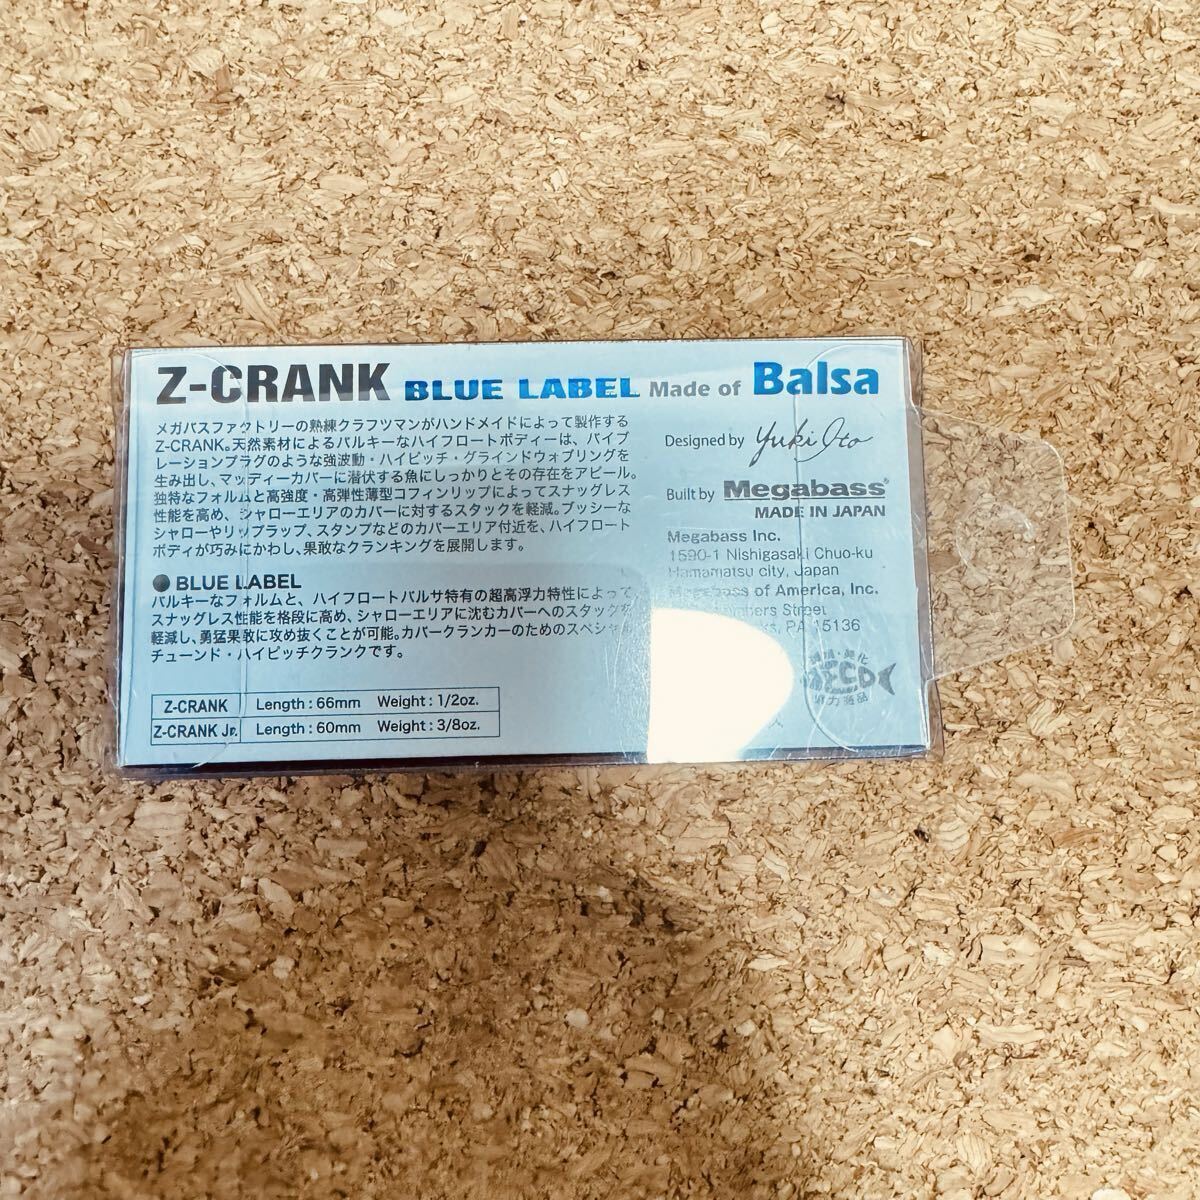 Z-CRANK BLUE LABEL Made of Balsa
メガバスファクトリーの熟練クラフツマンがハンドメイドによって製作する
Z-CRANK。天然素材によるバルキーなハイフロートボディーは、バイブ
レーションプラグのような強波動・ハイピッチ・グラインドウォブリングを
生み出し、マッディーカバーに潜伏する魚にしっかりとその存在をアピール。
独特なフォルムと高強度・高弾性薄型コフィンリップによってスナッグレス
性能を高め、シャローエリアのカバーに対するスタックを軽減。ブッシーな
シャローやリップラップ、スタンプなどのカバーエリア付近を、ハイフロート
ボディが巧みにかわし、果敢なクランキングを展開します。
● BLUE LABEL
バルキーなフォルムと、ハイフロートバルサ特有の超高浮力特性によって
スナッグレス性能を格段に高め、シャローエリアに沈むカバーへのスタックを
軽減し、勇猛果敢に攻め抜くことが可能。カバークランカーのためのスペシャル
チューンド・ハイピッチクランクです。
Z-CRANK Length : 66mm Weight : 1/2oz.
Z-CRANK Jr. Length : 60mm Weight : 3/8oz.
Designed by Yuki Ito
Built by Megabass®
MADE IN JAPAN
Megabass Inc.
1590-1 Nishigasaki Chuo-ku
Hamamatsu city, Japan
Megabass of America, Inc.
Street
PA 15136
FECO